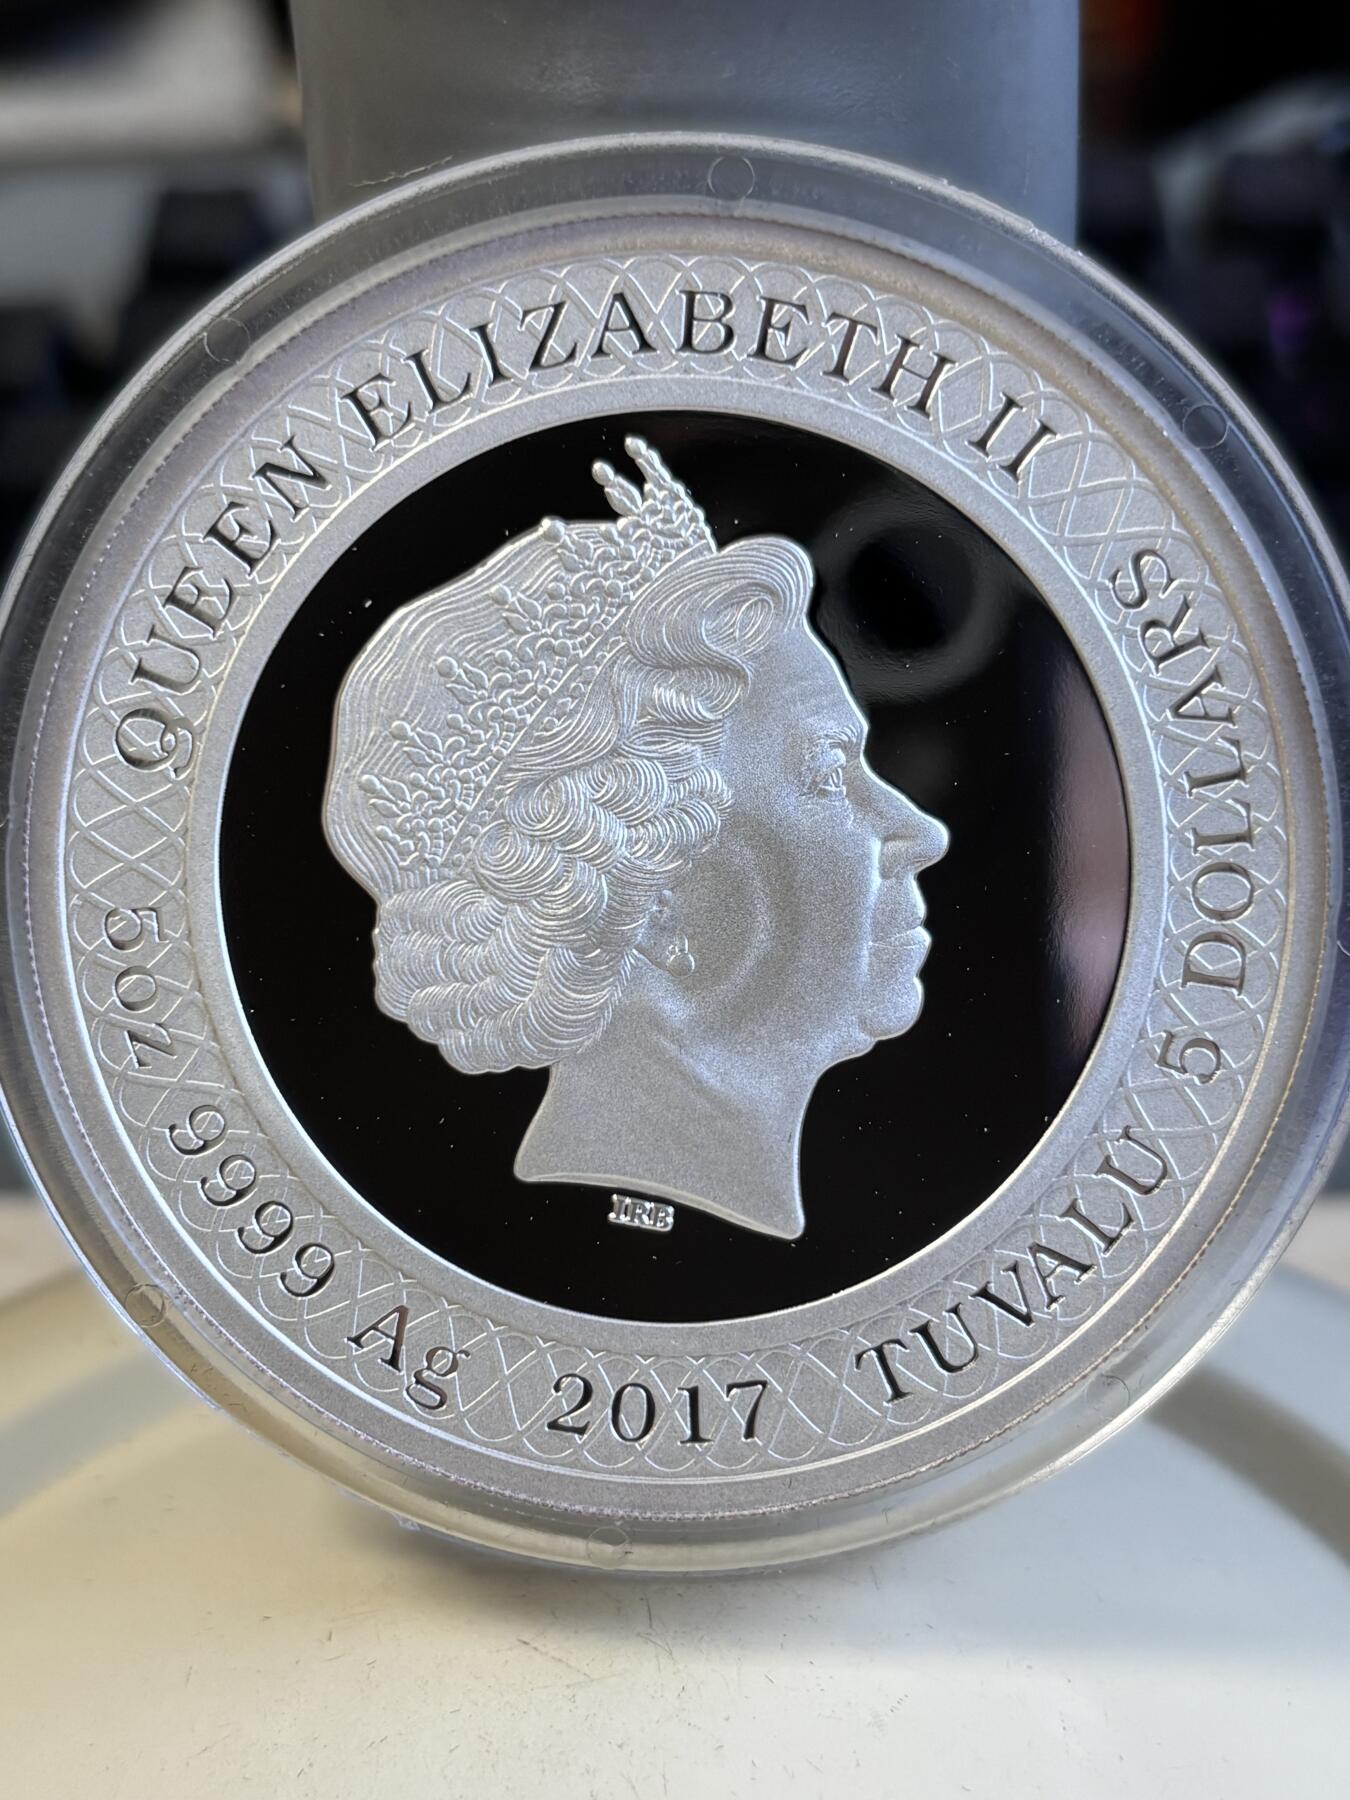 QUEEN ELIZABETH II
5 DOLLARS
TUVALU
2017
9999 Ag
5oz
IRB